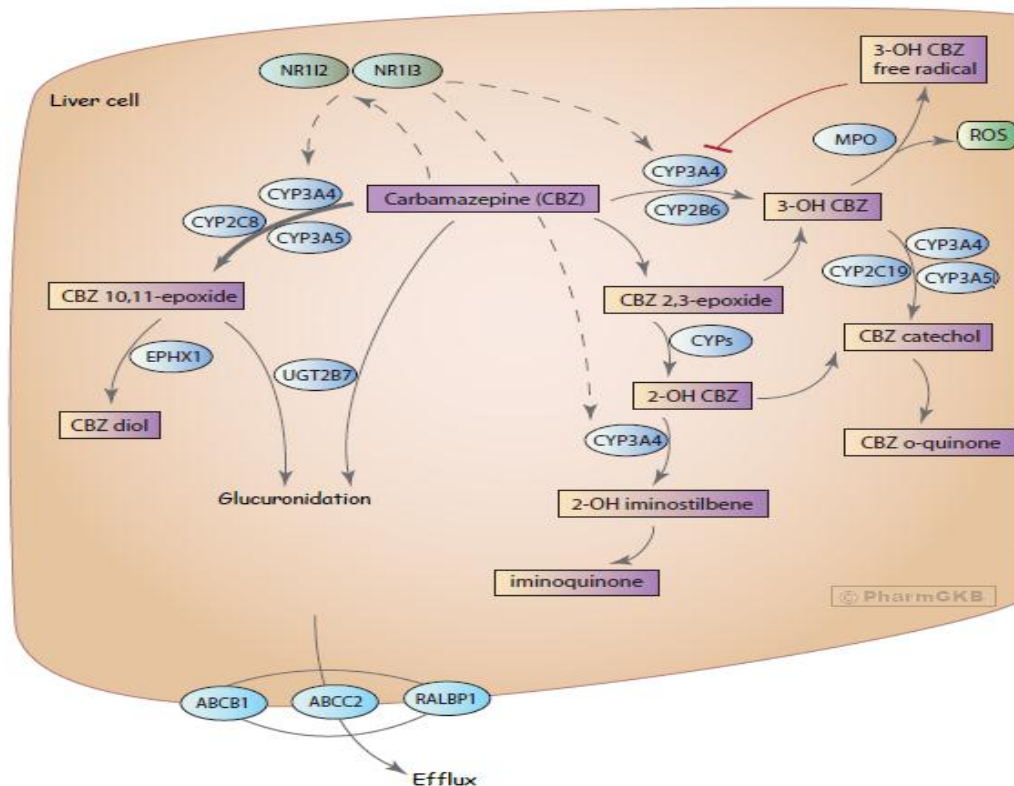 3-OH CBZ
free radical
NR1I2
NR1I3
Liver cell
MPO
ROS
CYP3A4
CYP3A4
Carbamazepine (CBZ)
CYP2B6
3-OH CBZ
CYP2C8
CYP3A5
CYP3A4
CYP2C19
CYP3A5
CBZ 10,11-epoxide
CBZ 2,3-epoxide
CYPs
CBZ catechol
EPHX1
UGT2B7
2-OH CBZ
CBZ diol
CYP3A4
CBZ o-quinone
Glucuronidation
2-OH iminostilbene
iminoquinone
© PharmGKB
ABCB1
ABCC2
RALBP1
Efflux